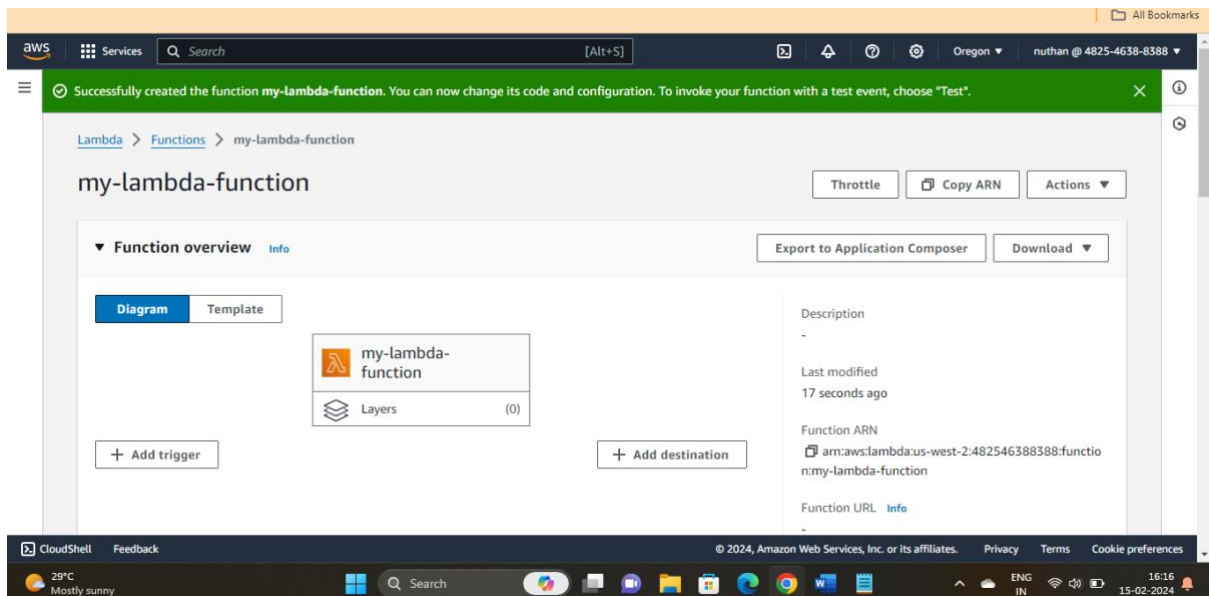 All Bookmarks
aws Services Search [Alt+S] Oregon ▼ nuthan @ 4825-4638-8388 ▼
Successfully created the function my-lambda-function. You can now change its code and configuration. To invoke your function with a test event, choose "Test".
Lambda > Functions > my-lambda-function
my-lambda-function
Throttle Copy ARN Actions ▼
▼ Function overview Info
Export to Application Composer Download ▼
Diagram Template
my-lambda-
function
Layers (0)
+ Add trigger
+ Add destination
Description
-
Last modified
17 seconds ago
Function ARN
arn:aws:lambda:us-west-2:482546388388:functio
n:my-lambda-function
Function URL Info
-
CloudShell Feedback © 2024, Amazon Web Services, Inc. or its affiliates. Privacy Terms Cookie preferences
29°C
Mostly sunny
Search
ENG
IN
16:16
15-02-2024